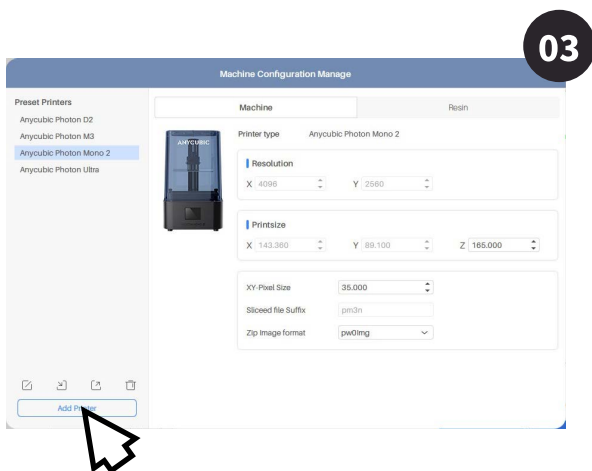 03
Machine Configuration Manage
Preset Printers
Anycubic Photon D2
Anycubic Photon M3
Anycubic Photon Mono 2
Anycubic Photon Ultra
Add Printer
Machine
Resin
ANYCUBIC
Printer type Anycubic Photon Mono 2
Resolution
X 4096 Y 2560
Printsize
X 143.360 Y 89.100 Z 165.000
XY-Pixel Size 35.000
Sliceed file Suffix pm3n
Zip Image format pw0Img